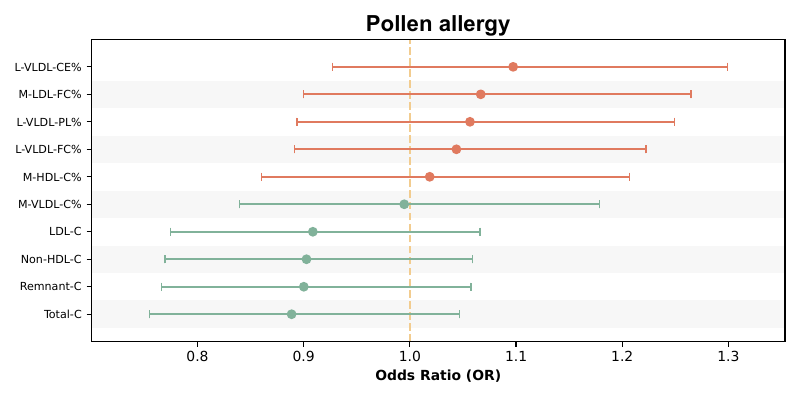 Pollen allergy
L-VLDL-CE%
M-LDL-FC%
L-VLDL-PL%
L-VLDL-FC%
M-HDL-C%
M-VLDL-C%
LDL-C
Non-HDL-C
Remnant-C
Total-C
0.8 0.9 1.0 1.1 1.2 1.3
Odds Ratio (OR)